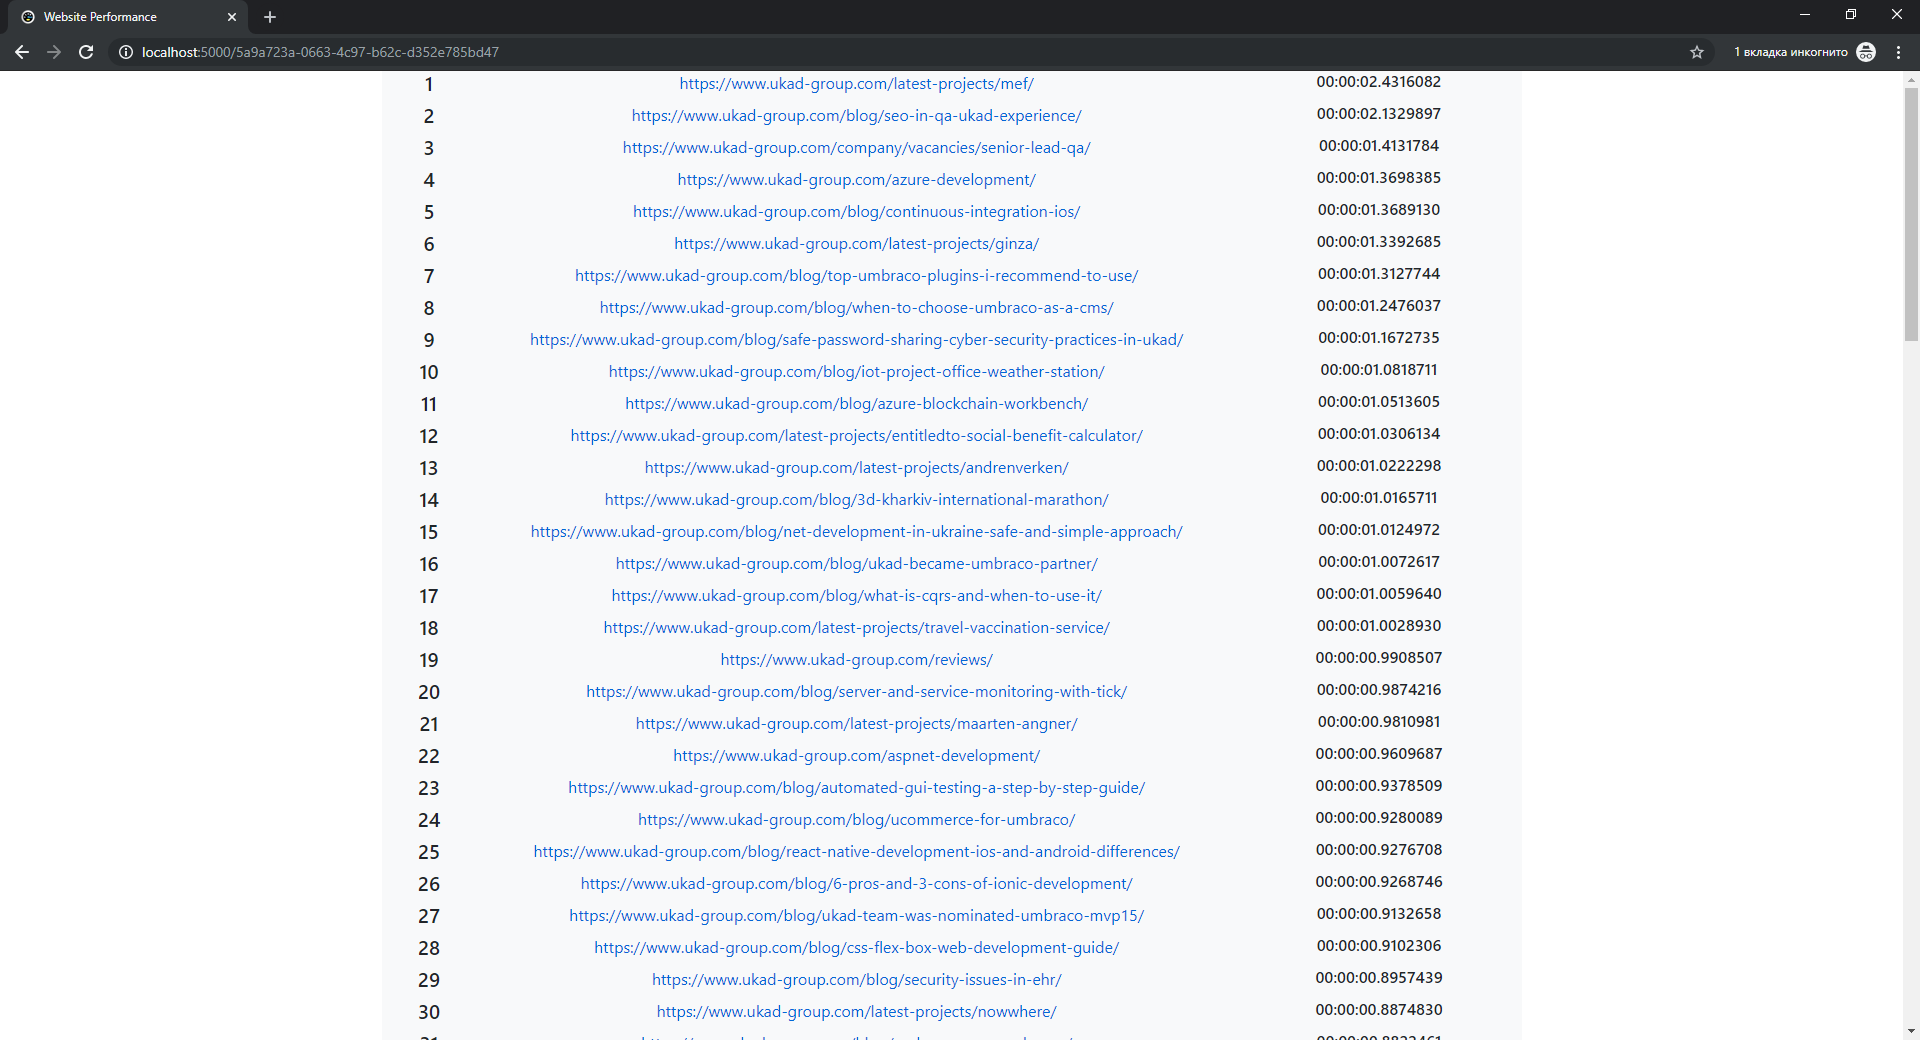 Website Performance
localhost:5000/5a9a723a-0663-4c97-b62c-d352e785bd47
1 вкладка инкогнито
1 https://www.ukad-group.com/latest-projects/mef/ 00:00:02.4316082
2 https://www.ukad-group.com/blog/seo-in-qa-ukad-experience/ 00:00:02.1329897
3 https://www.ukad-group.com/company/vacancies/senior-lead-qa/ 00:00:01.4131784
4 https://www.ukad-group.com/azure-development/ 00:00:01.3698385
5 https://www.ukad-group.com/blog/continuous-integration-ios/ 00:00:01.3689130
6 https://www.ukad-group.com/latest-projects/ginza/ 00:00:01.3392685
7 https://www.ukad-group.com/blog/top-umbraco-plugins-i-recommend-to-use/ 00:00:01.3127744
8 https://www.ukad-group.com/blog/when-to-choose-umbraco-as-a-cms/ 00:00:01.2476037
9 https://www.ukad-group.com/blog/safe-password-sharing-cyber-security-practices-in-ukad/ 00:00:01.1672735
10 https://www.ukad-group.com/blog/iot-project-office-weather-station/ 00:00:01.0818711
11 https://www.ukad-group.com/blog/azure-blockchain-workbench/ 00:00:01.0513605
12 https://www.ukad-group.com/latest-projects/entitledto-social-benefit-calculator/ 00:00:01.0306134
13 https://www.ukad-group.com/latest-projects/andrenverken/ 00:00:01.0222298
14 https://www.ukad-group.com/blog/3d-kharkiv-international-marathon/ 00:00:01.0165711
15 https://www.ukad-group.com/blog/net-development-in-ukraine-safe-and-simple-approach/ 00:00:01.0124972
16 https://www.ukad-group.com/blog/ukad-became-umbraco-partner/ 00:00:01.0072617
17 https://www.ukad-group.com/blog/what-is-cqrs-and-when-to-use-it/ 00:00:01.0059640
18 https://www.ukad-group.com/latest-projects/travel-vaccination-service/ 00:00:01.0028930
19 https://www.ukad-group.com/reviews/ 00:00:00.9908507
20 https://www.ukad-group.com/blog/server-and-service-monitoring-with-tick/ 00:00:00.9874216
21 https://www.ukad-group.com/latest-projects/maarten-angner/ 00:00:00.9810981
22 https://www.ukad-group.com/aspnet-development/ 00:00:00.9609687
23 https://www.ukad-group.com/blog/automated-gui-testing-a-step-by-step-guide/ 00:00:00.9378509
24 https://www.ukad-group.com/blog/ucommerce-for-umbraco/ 00:00:00.9280089
25 https://www.ukad-group.com/blog/react-native-development-ios-and-android-differences/ 00:00:00.9276708
26 https://www.ukad-group.com/blog/6-pros-and-3-cons-of-ionic-development/ 00:00:00.9268746
27 https://www.ukad-group.com/blog/ukad-team-was-nominated-umbraco-mvp15/ 00:00:00.9132658
28 https://www.ukad-group.com/blog/css-flex-box-web-development-guide/ 00:00:00.9102306
29 https://www.ukad-group.com/blog/security-issues-in-ehr/ 00:00:00.8957439
30 https://www.ukad-group.com/latest-projects/nowwhere/ 00:00:00.8874830